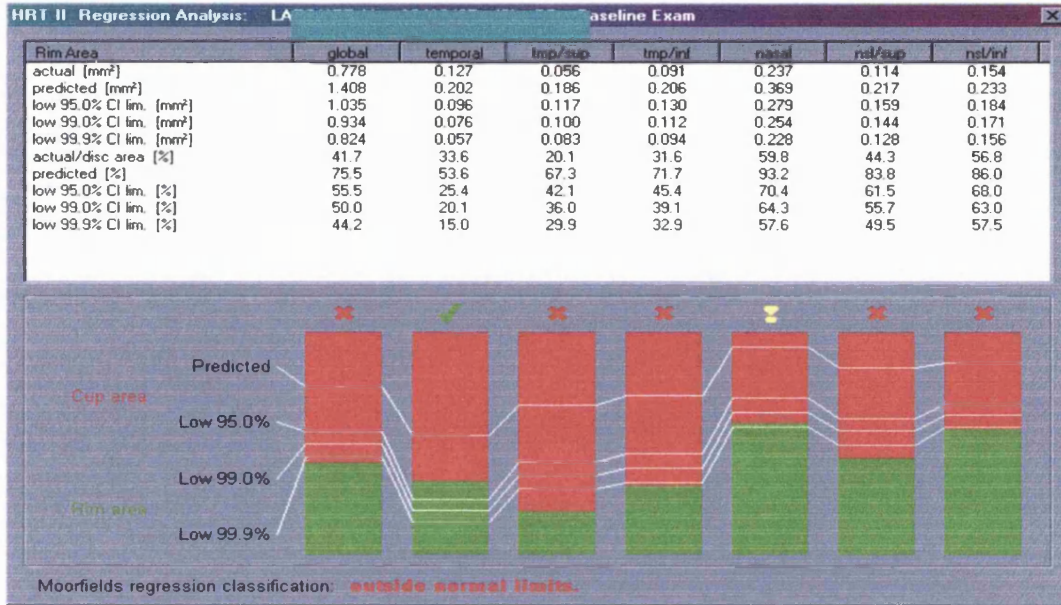 HRT II Regression Analysis: Baseline Exam
Rim Area global temporal tmp/sup tmp/inf nasal nsl/sup nsl/inf
actual [mm²] 0.778 0.127 0.056 0.091 0.237 0.114 0.154
predicted [mm²] 1.408 0.202 0.186 0.206 0.369 0.217 0.233
low 95.0% CI lim. [mm²] 1.035 0.096 0.117 0.130 0.279 0.159 0.184
low 99.0% CI lim. [mm²] 0.934 0.076 0.100 0.112 0.254 0.144 0.171
low 99.9% CI lim. [mm²] 0.824 0.057 0.083 0.094 0.228 0.128 0.156
actual/disc area [%] 41.7 33.6 20.1 31.6 59.8 44.3 56.8
predicted [%] 75.5 53.6 67.3 71.7 93.2 83.8 86.0
low 95.0% CI lim. [%] 55.5 25.4 42.1 45.4 70.4 61.5 68.0
low 99.0% CI lim. [%] 50.0 20.1 36.0 39.1 64.3 55.7 63.0
low 99.9% CI lim. [%] 44.2 15.0 29.9 32.9 57.6 49.5 57.5
Predicted
Cup area
Low 95.0%
Low 99.0%
Rim area
Low 99.9%
Moorfields regression classification: outside normal limits.